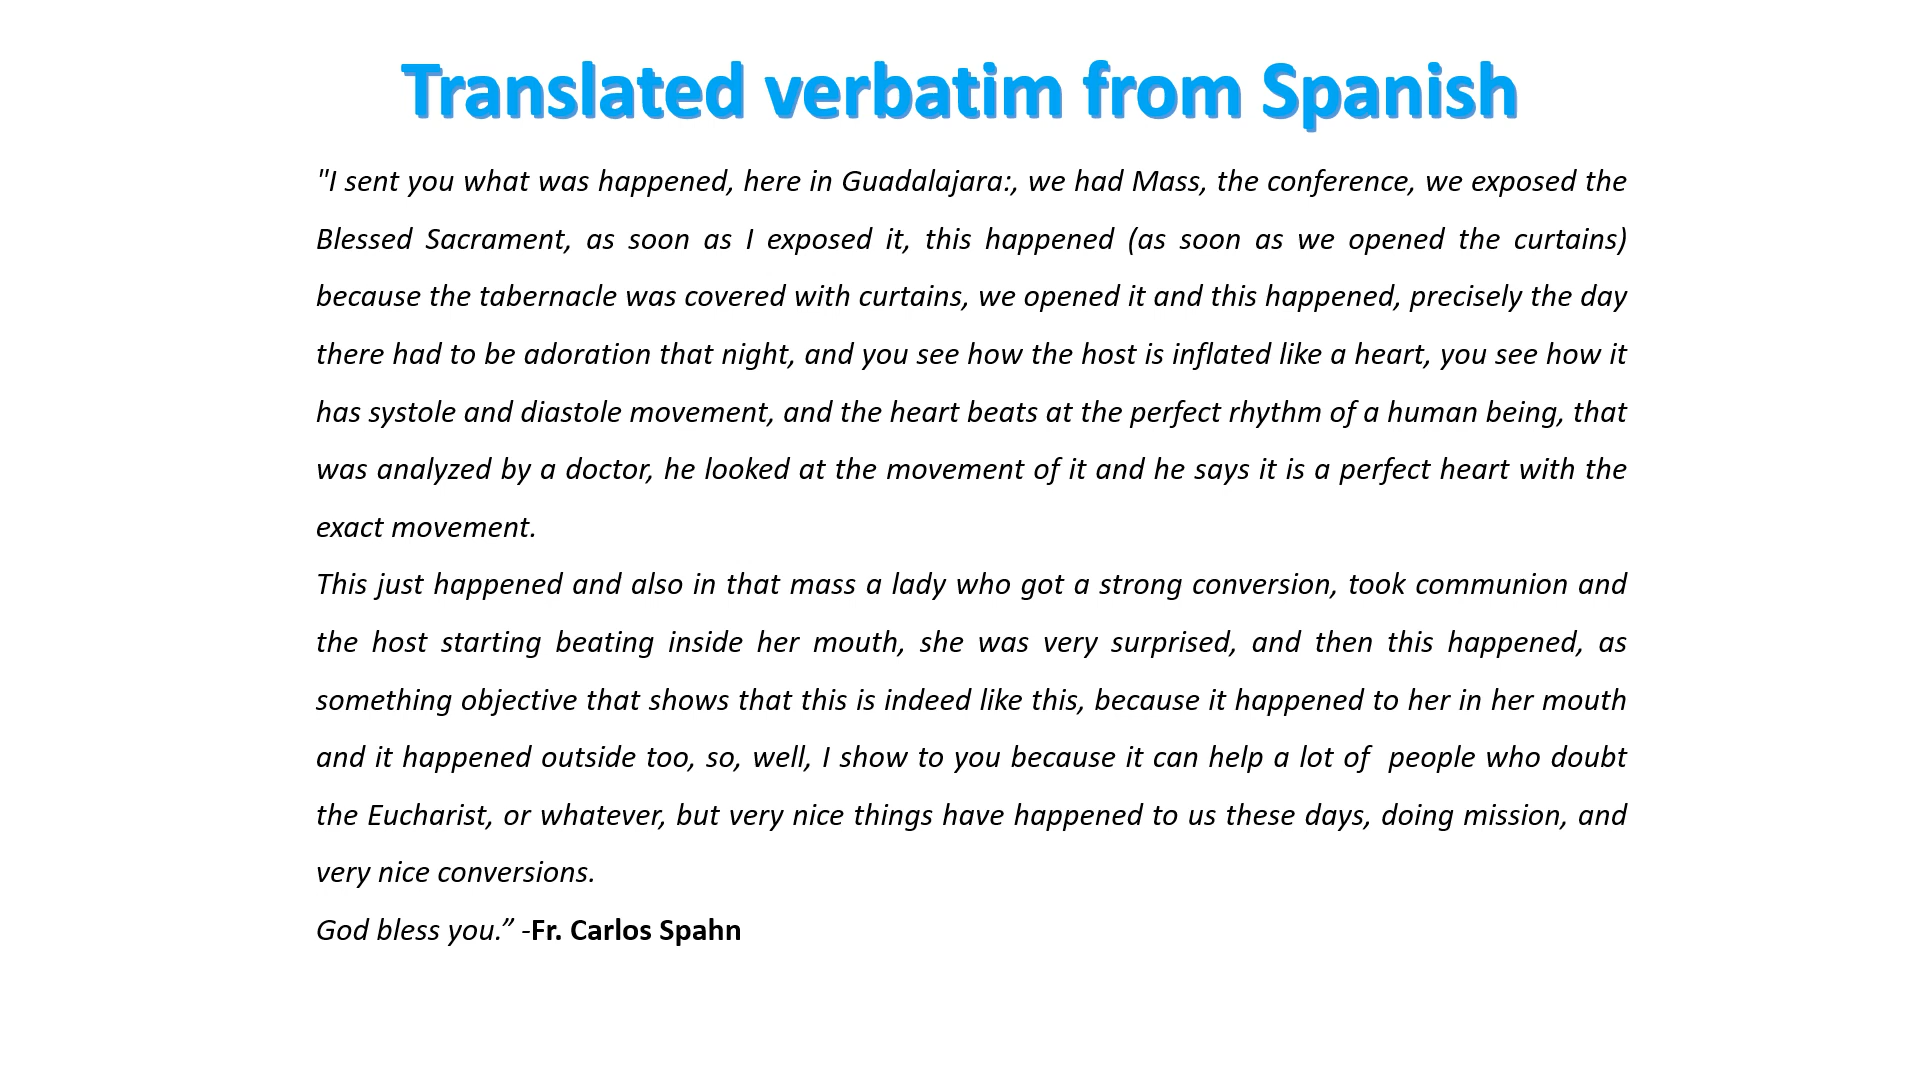 Translated verbatim from Spanish
"I sent you what was happened, here in Guadalajara:, we had Mass, the conference, we exposed the
Blessed Sacrament, as soon as I exposed it, this happened (as soon as we opened the curtains)
because the tabernacle was covered with curtains, we opened it and this happened, precisely the day
there had to be adoration that night, and you see how the host is inflated like a heart, you see how it
has systole and diastole movement, and the heart beats at the perfect rhythm of a human being, that
was analyzed by a doctor, he looked at the movement of it and he says it is a perfect heart with the
exact movement.
This just happened and also in that mass a lady who got a strong conversion, took communion and
the host starting beating inside her mouth, she was very surprised, and then this happened, as
something objective that shows that this is indeed like this, because it happened to her in her mouth
and it happened outside too, so, well, I show to you because it can help a lot of  people who doubt
the Eucharist, or whatever, but very nice things have happened to us these days, doing mission, and
very nice conversions.
God bless you.” -Fr. Carlos Spahn